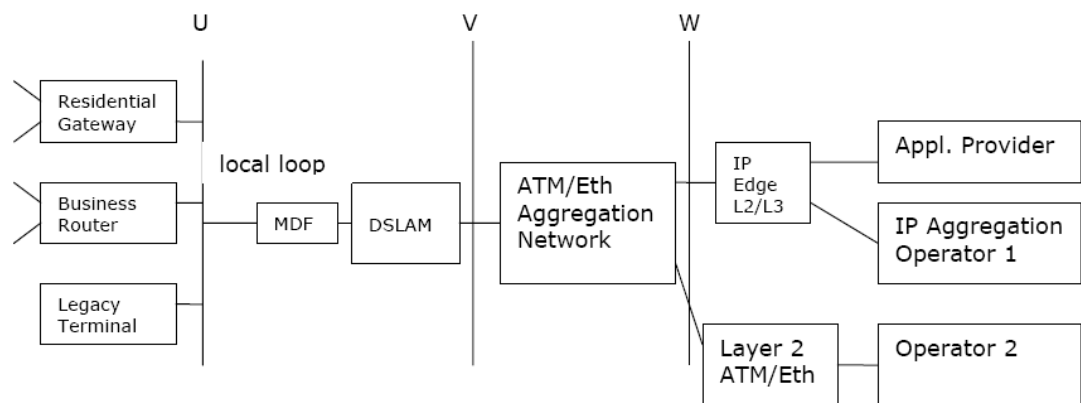 U
V
W
Residential
Gateway
local loop
Business
Router
MDF
DSLAM
ATM/Eth
Aggregation
Network
IP
Edge
L2/L3
Appl. Provider
IP Aggregation
Operator 1
Legacy
Terminal
Layer 2
ATM/Eth
Operator 2